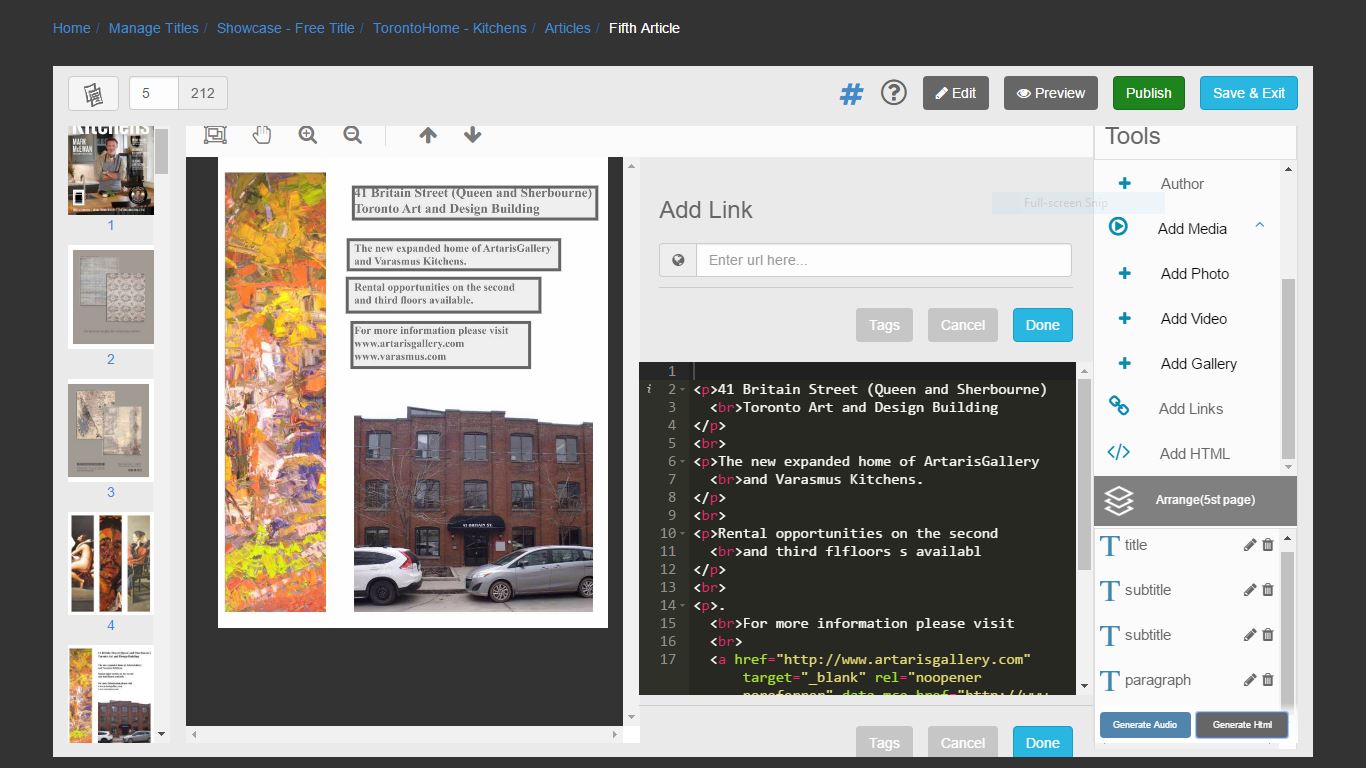 Home / Manage Titles / Showcase - Free Title / TorontoHome - Kitchens / Articles / Fifth Article
5 212
# ? Edit Preview Publish Save & Exit
Kitchens
MARK
McEWAN
1
2
3
4
41 Britain Street (Queen and Sherbourne)
Toronto Art and Design Building
The new expanded home of ArtarisGallery
and Varasmus Kitchens.
Rental opportunities on the second
and third floors available.
For more information please visit
www.artarisgallery.com
www.varasmus.com
41 BRITAIN ST.
Add Link
Enter url here...
Tags Cancel Done
1
i 2 <p>41 Britain Street (Queen and Sherbourne)
3 <br>Toronto Art and Design Building
4 </p>
5 <br>
6 <p>The new expanded home of ArtarisGallery
7 <br>and Varasmus Kitchens.
8 </p>
9 <br>
10 <p>Rental opportunities on the second
11 <br>and third flfloors s availabl
12 </p>
13 <br>
14 <p>.
15 <br>For more information please visit
16 <br>
17 <a href="http://www.artarisgallery.com"
target="_blank" rel="noopener
noreferrer" data-mce-href="http://www
Tags Cancel Done
Tools
Author
Full-screen Snip
Add Media
Add Photo
Add Video
Add Gallery
Add Links
</> Add HTML
Arrange(5st page)
T title
T subtitle
T subtitle
T paragraph
Generate Audio Generate Html